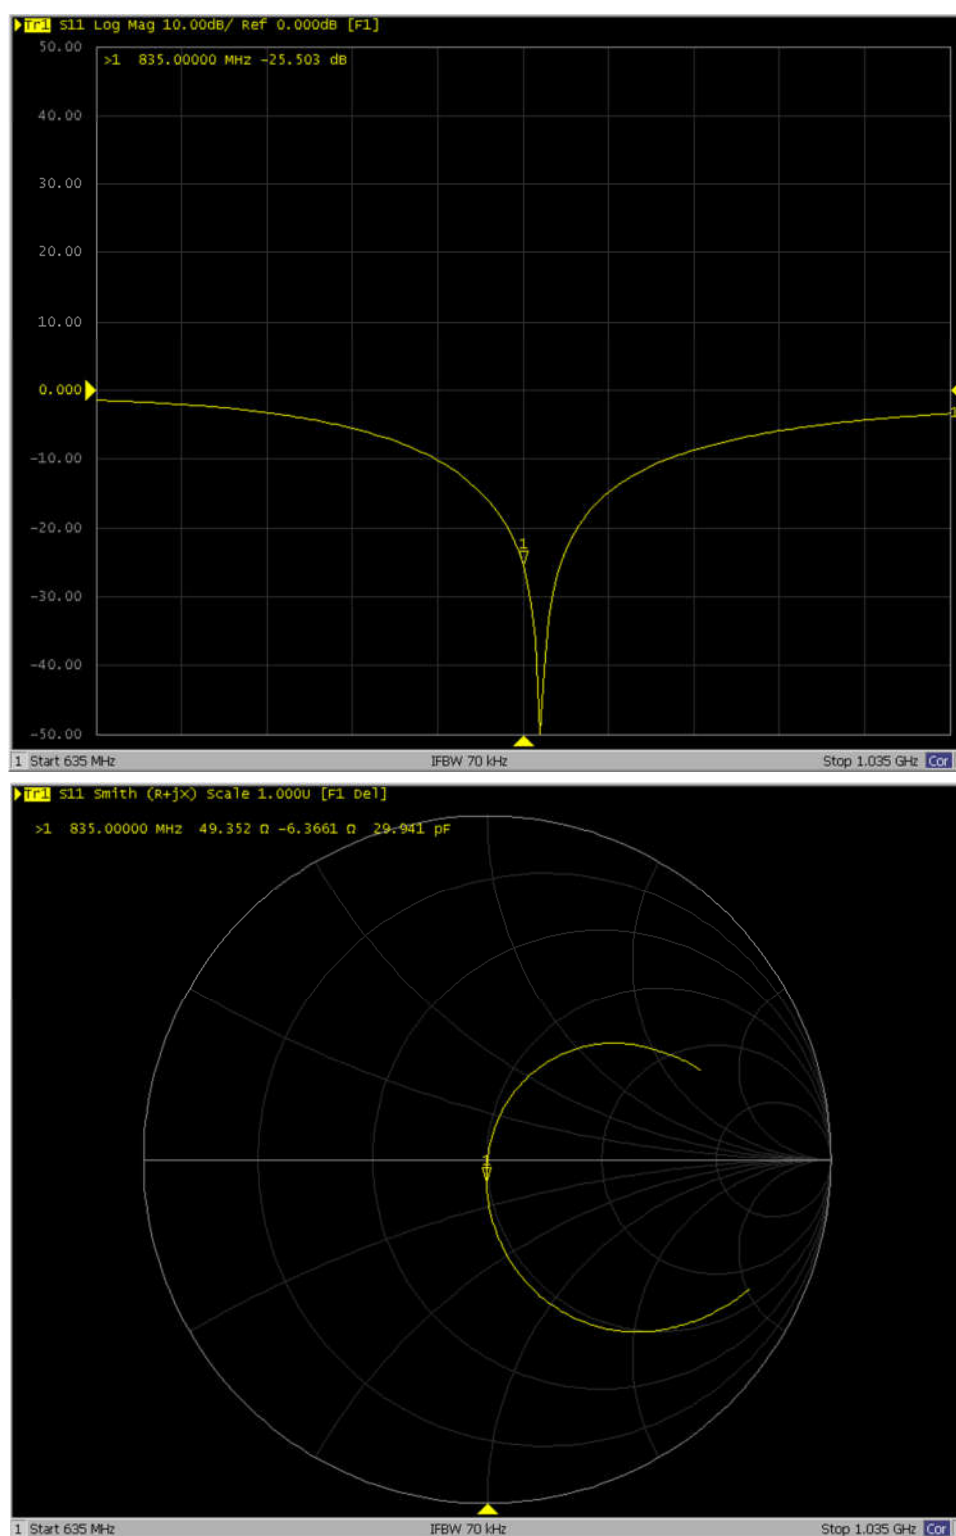 Tr1 S11 Log Mag 10.00dB/ Ref 0.000dB [F1]
50.00
>1 835.00000 MHz -25.503 dB
40.00
30.00
20.00
10.00
0.000
1
-10.00
-20.00
1
-30.00
-40.00
-50.00
1 Start 635 MHz IFBW 70 kHz Stop 1.035 GHz Cor
Tr1 S11 Smith (R+jX) Scale 1.000U [F1 Del]
>1 835.00000 MHz 49.352 Ω -6.3661 Ω 29.941 pF
1
1 Start 635 MHz IFBW 70 kHz Stop 1.035 GHz Cor